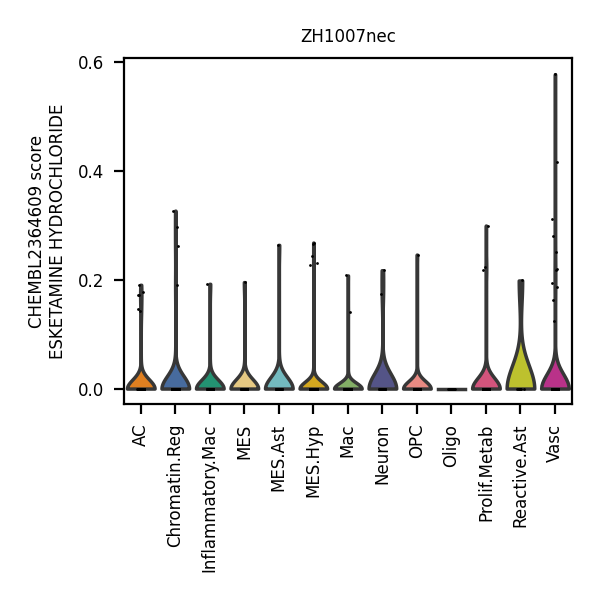 ZH1007nec
CHEMBL2364609 score
ESKETAMINE HYDROCHLORIDE
0.6
0.4
0.2
0.0
AC
Chromatin.Reg
Inflammatory.Mac
MES
MES.Ast
MES.Hyp
Mac
Neuron
OPC
Oligo
Prolif.Metab
Reactive.Ast
Vasc